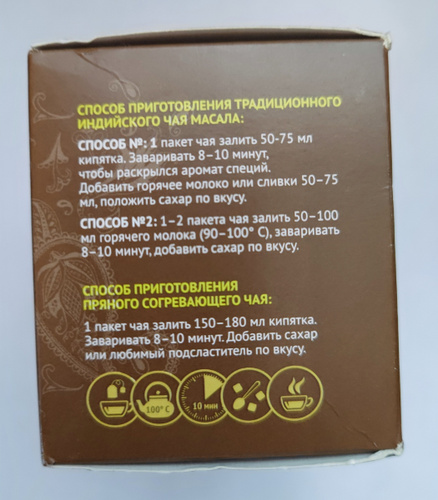 СПОСОБ ПРИГОТОВЛЕНИЯ ТРАДИЦИОННОГО
ИНДИЙСКОГО ЧАЯ МАСАЛА:
СПОСОБ №: 1 пакет чая залить 50-75 мл
кипятка. Заваривать 8–10 минут,
чтобы раскрылся аромат специй.
Добавить горячее молоко или сливки 50–75
мл, положить сахар по вкусу.
СПОСОБ №2: 1–2 пакета чая залить 50–100
мл горячего молока (90–100° С), заваривать
8–10 минут, добавить сахар по вкусу.
СПОСОБ ПРИГОТОВЛЕНИЯ
ПРЯНОГО СОГРЕВАЮЩЕГО ЧАЯ:
1 пакет чая залить 150–180 мл кипятка.
Заваривать 8–10 минут. Добавить сахар
или любимый подсластитель по вкусу.
100° С
10 мин